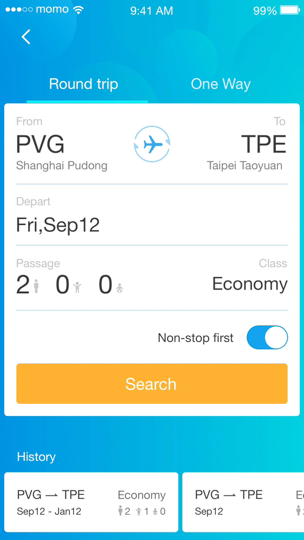 momo 9:41 AM 99%
Round trip One Way
From To
PVG TPE
Shanghai Pudong Taipei Taoyuan
Depart
Fri,Sep12
Passage Class
2 0 0 Economy
Non-stop first
Search
History
PVG TPE Economy PVG TPE
Sep12 - Jan12 2 1 0 Sep12